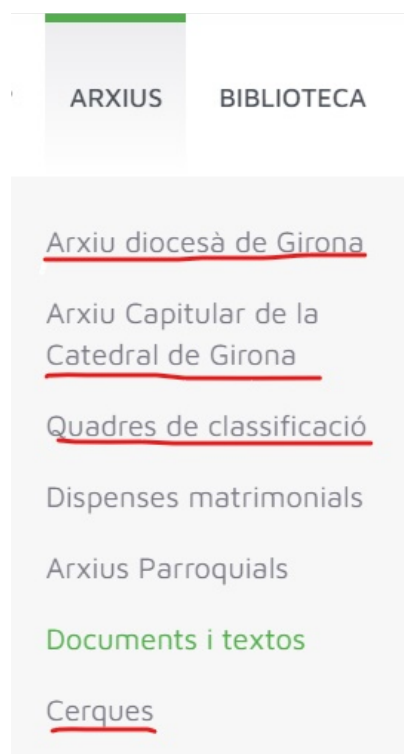 ARXIUS BIBLIOTECA
Arxiu diocesà de Girona
Arxiu Capitular de la
Catedral de Girona
Quadres de classificació
Dispenses matrimonials
Arxius Parroquials
Documents i textos
Cerques